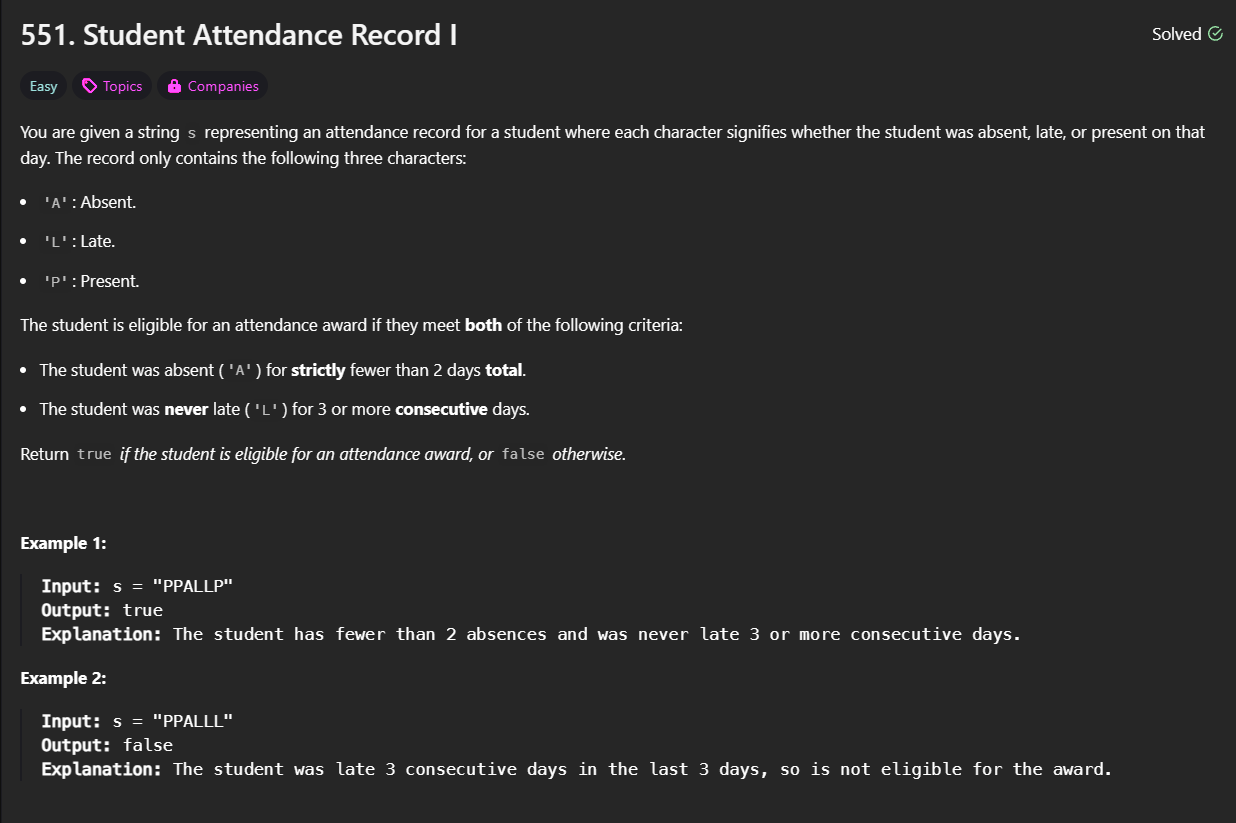 551. Student Attendance Record I
Solved
Easy
Topics
Companies
You are given a string s representing an attendance record for a student where each character signifies whether the student was absent, late, or present on that
day. The record only contains the following three characters:
• 'A': Absent.
• 'L': Late.
• 'P': Present.
The student is eligible for an attendance award if they meet both of the following criteria:
• The student was absent ('A') for strictly fewer than 2 days total.
• The student was never late ('L') for 3 or more consecutive days.
Return true if the student is eligible for an attendance award, or false otherwise.
Example 1:
Input: s = "PPALLP"
Output: true
Explanation: The student has fewer than 2 absences and was never late 3 or more consecutive days.
Example 2:
Input: s = "PPALLL"
Output: false
Explanation: The student was late 3 consecutive days in the last 3 days, so is not eligible for the award.